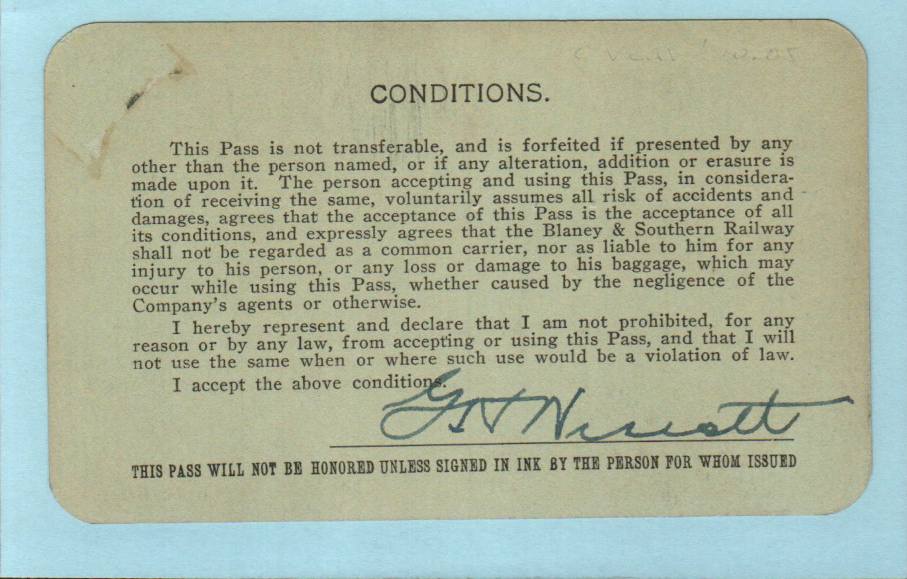 CONDITIONS.
This Pass is not transferable, and is forfeited if presented by any
other than the person named, or if any alteration, addition or erasure is
made upon it. The person accepting and using this Pass, in considera-
tion of receiving the same, voluntarily assumes all risk of accidents and
damages, agrees that the acceptance of this Pass is the acceptance of all
its conditions, and expressly agrees that the Blaney & Southern Railway
shall not be regarded as a common carrier, nor as liable to him for any
injury to his person, or any loss or damage to his baggage, which may
occur while using this Pass, whether caused by the negligence of the
Company's agents or otherwise.
I hereby represent and declare that I am not prohibited, for any
reason or by any law, from accepting or using this Pass, and that I will
not use the same when or where such use would be a violation of law.
I accept the above conditions.
THIS PASS WILL NOT BE HONORED UNLESS SIGNED IN INK BY THE PERSON FOR WHOM ISSUED